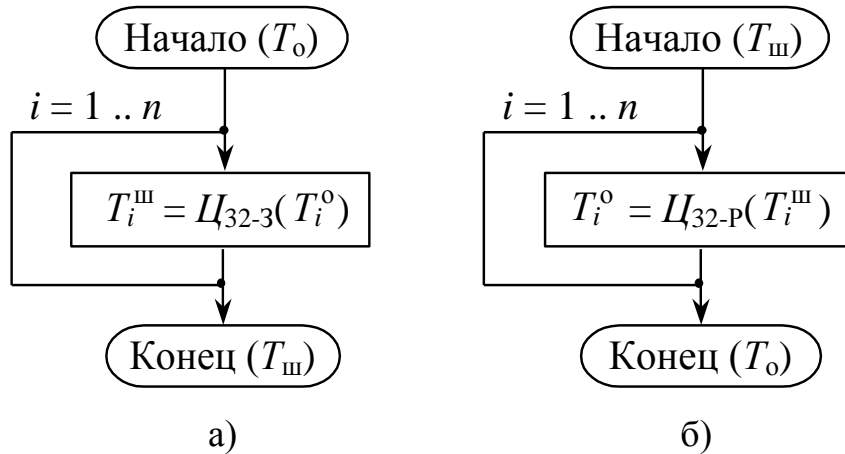 Начало (Tо)
i = 1 .. n
Tiш = Ц32-З(Tiо)
Конец (Tш)
а)
Начало (Tш)
i = 1 .. n
Tiо = Ц32-Р(Tiш)
Конец (Tо)
б)